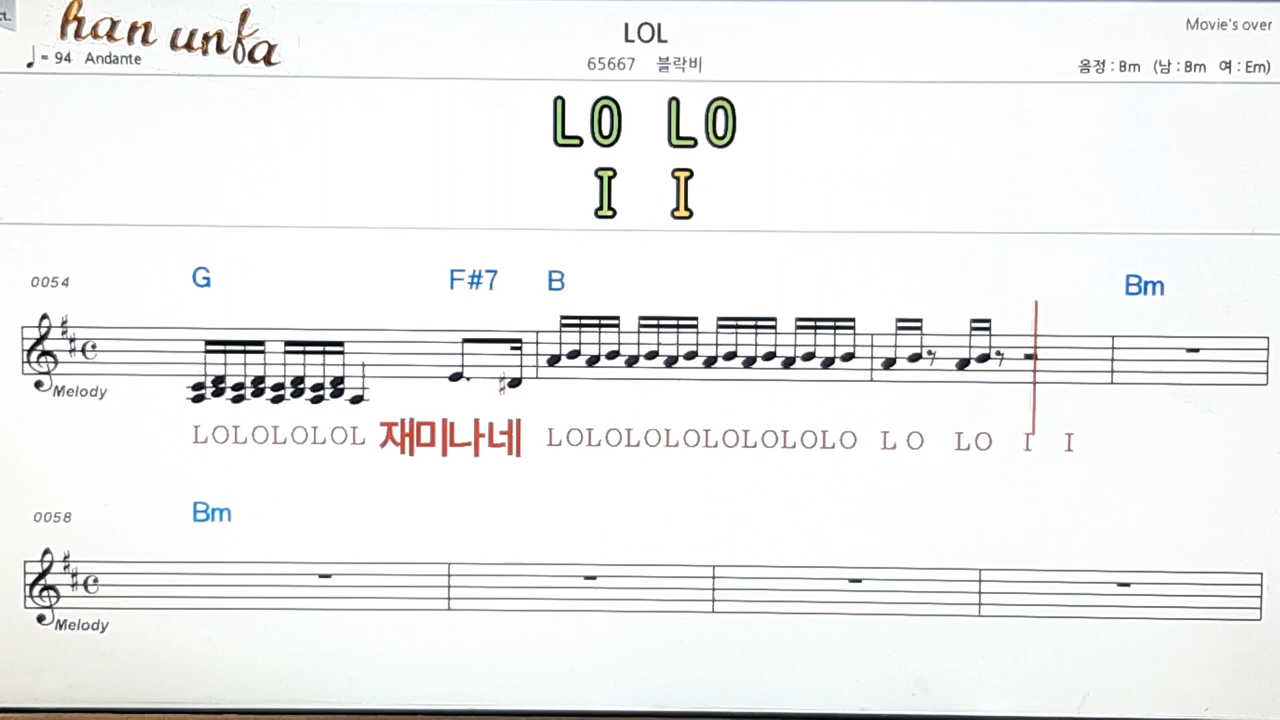 han unfa
LOL
Movie's over
♩= 94 Andante
65667 블락비
음정 : Bm (남 : Bm 여 : Em)
LO LO
I I
0054 G F#7 B Bm
Melody
LOLOLOLOL 재미나네 LOLOLOLOLOLOLOLO L O LO I I
0058 Bm
Melody